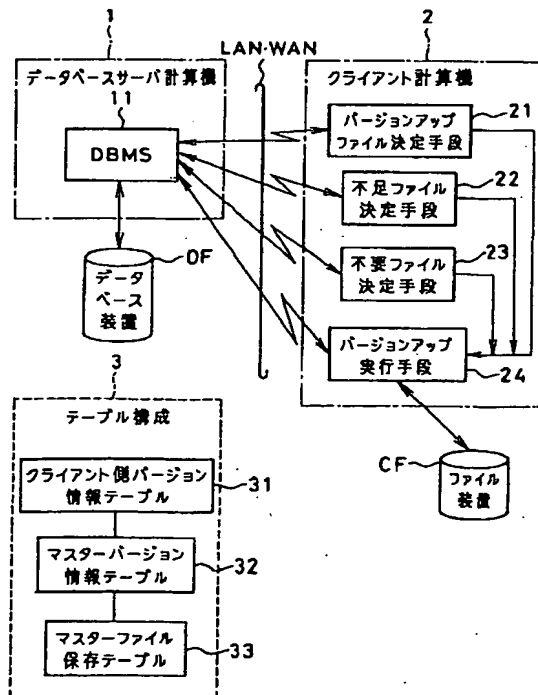 1
データベースサーバ計算機
11
DBMS
DF
データ
ベース
装置
LAN・WAN
2
クライアント計算機
バージョンアップ
ファイル決定手段
21
不足ファイル
決定手段
22
不要ファイル
決定手段
23
バージョンアップ
実行手段
24
CF
ファイル
装置
3
テーブル構成
クライアント側バージョン
情報テーブル
31
マスターバージョン
情報テーブル
32
マスターファイル
保存テーブル
33